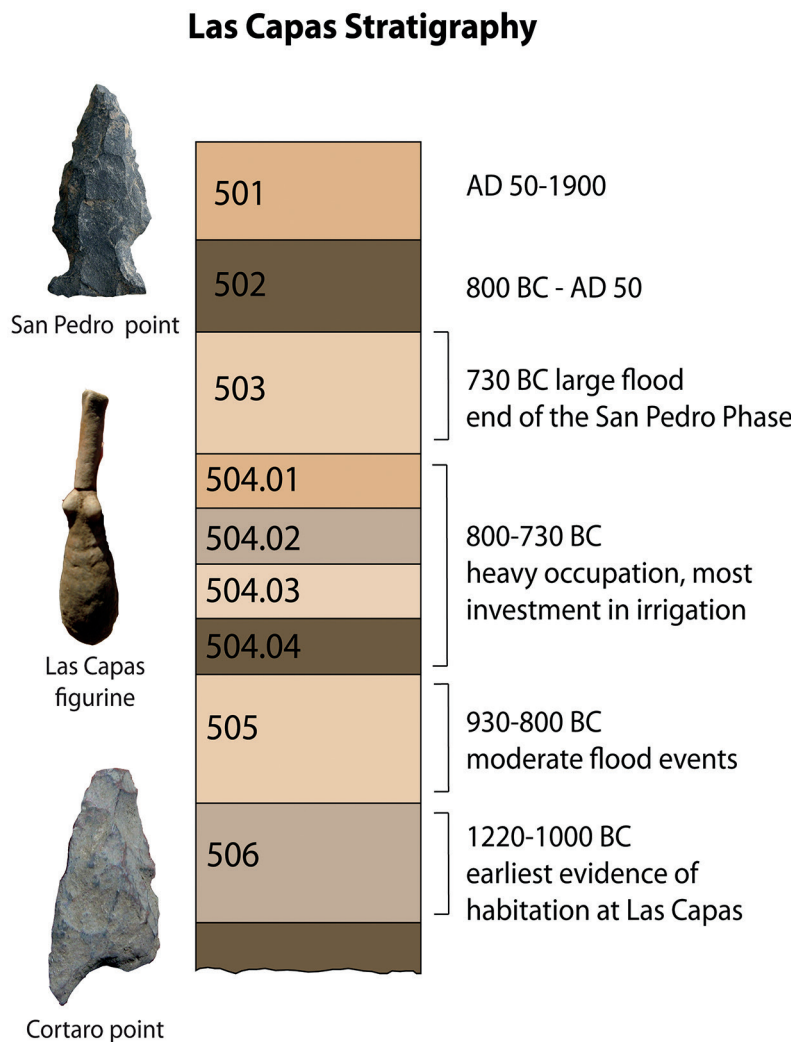 Las Capas Stratigraphy
San Pedro point
Las Capas
figurine
Cortaro point
501
AD 50-1900
502
800 BC - AD 50
503
730 BC large flood
end of the San Pedro Phase
504.01
504.02
504.03
504.04
800-730 BC
heavy occupation, most
investment in irrigation
505
930-800 BC
moderate flood events
506
1220-1000 BC
earliest evidence of
habitation at Las Capas